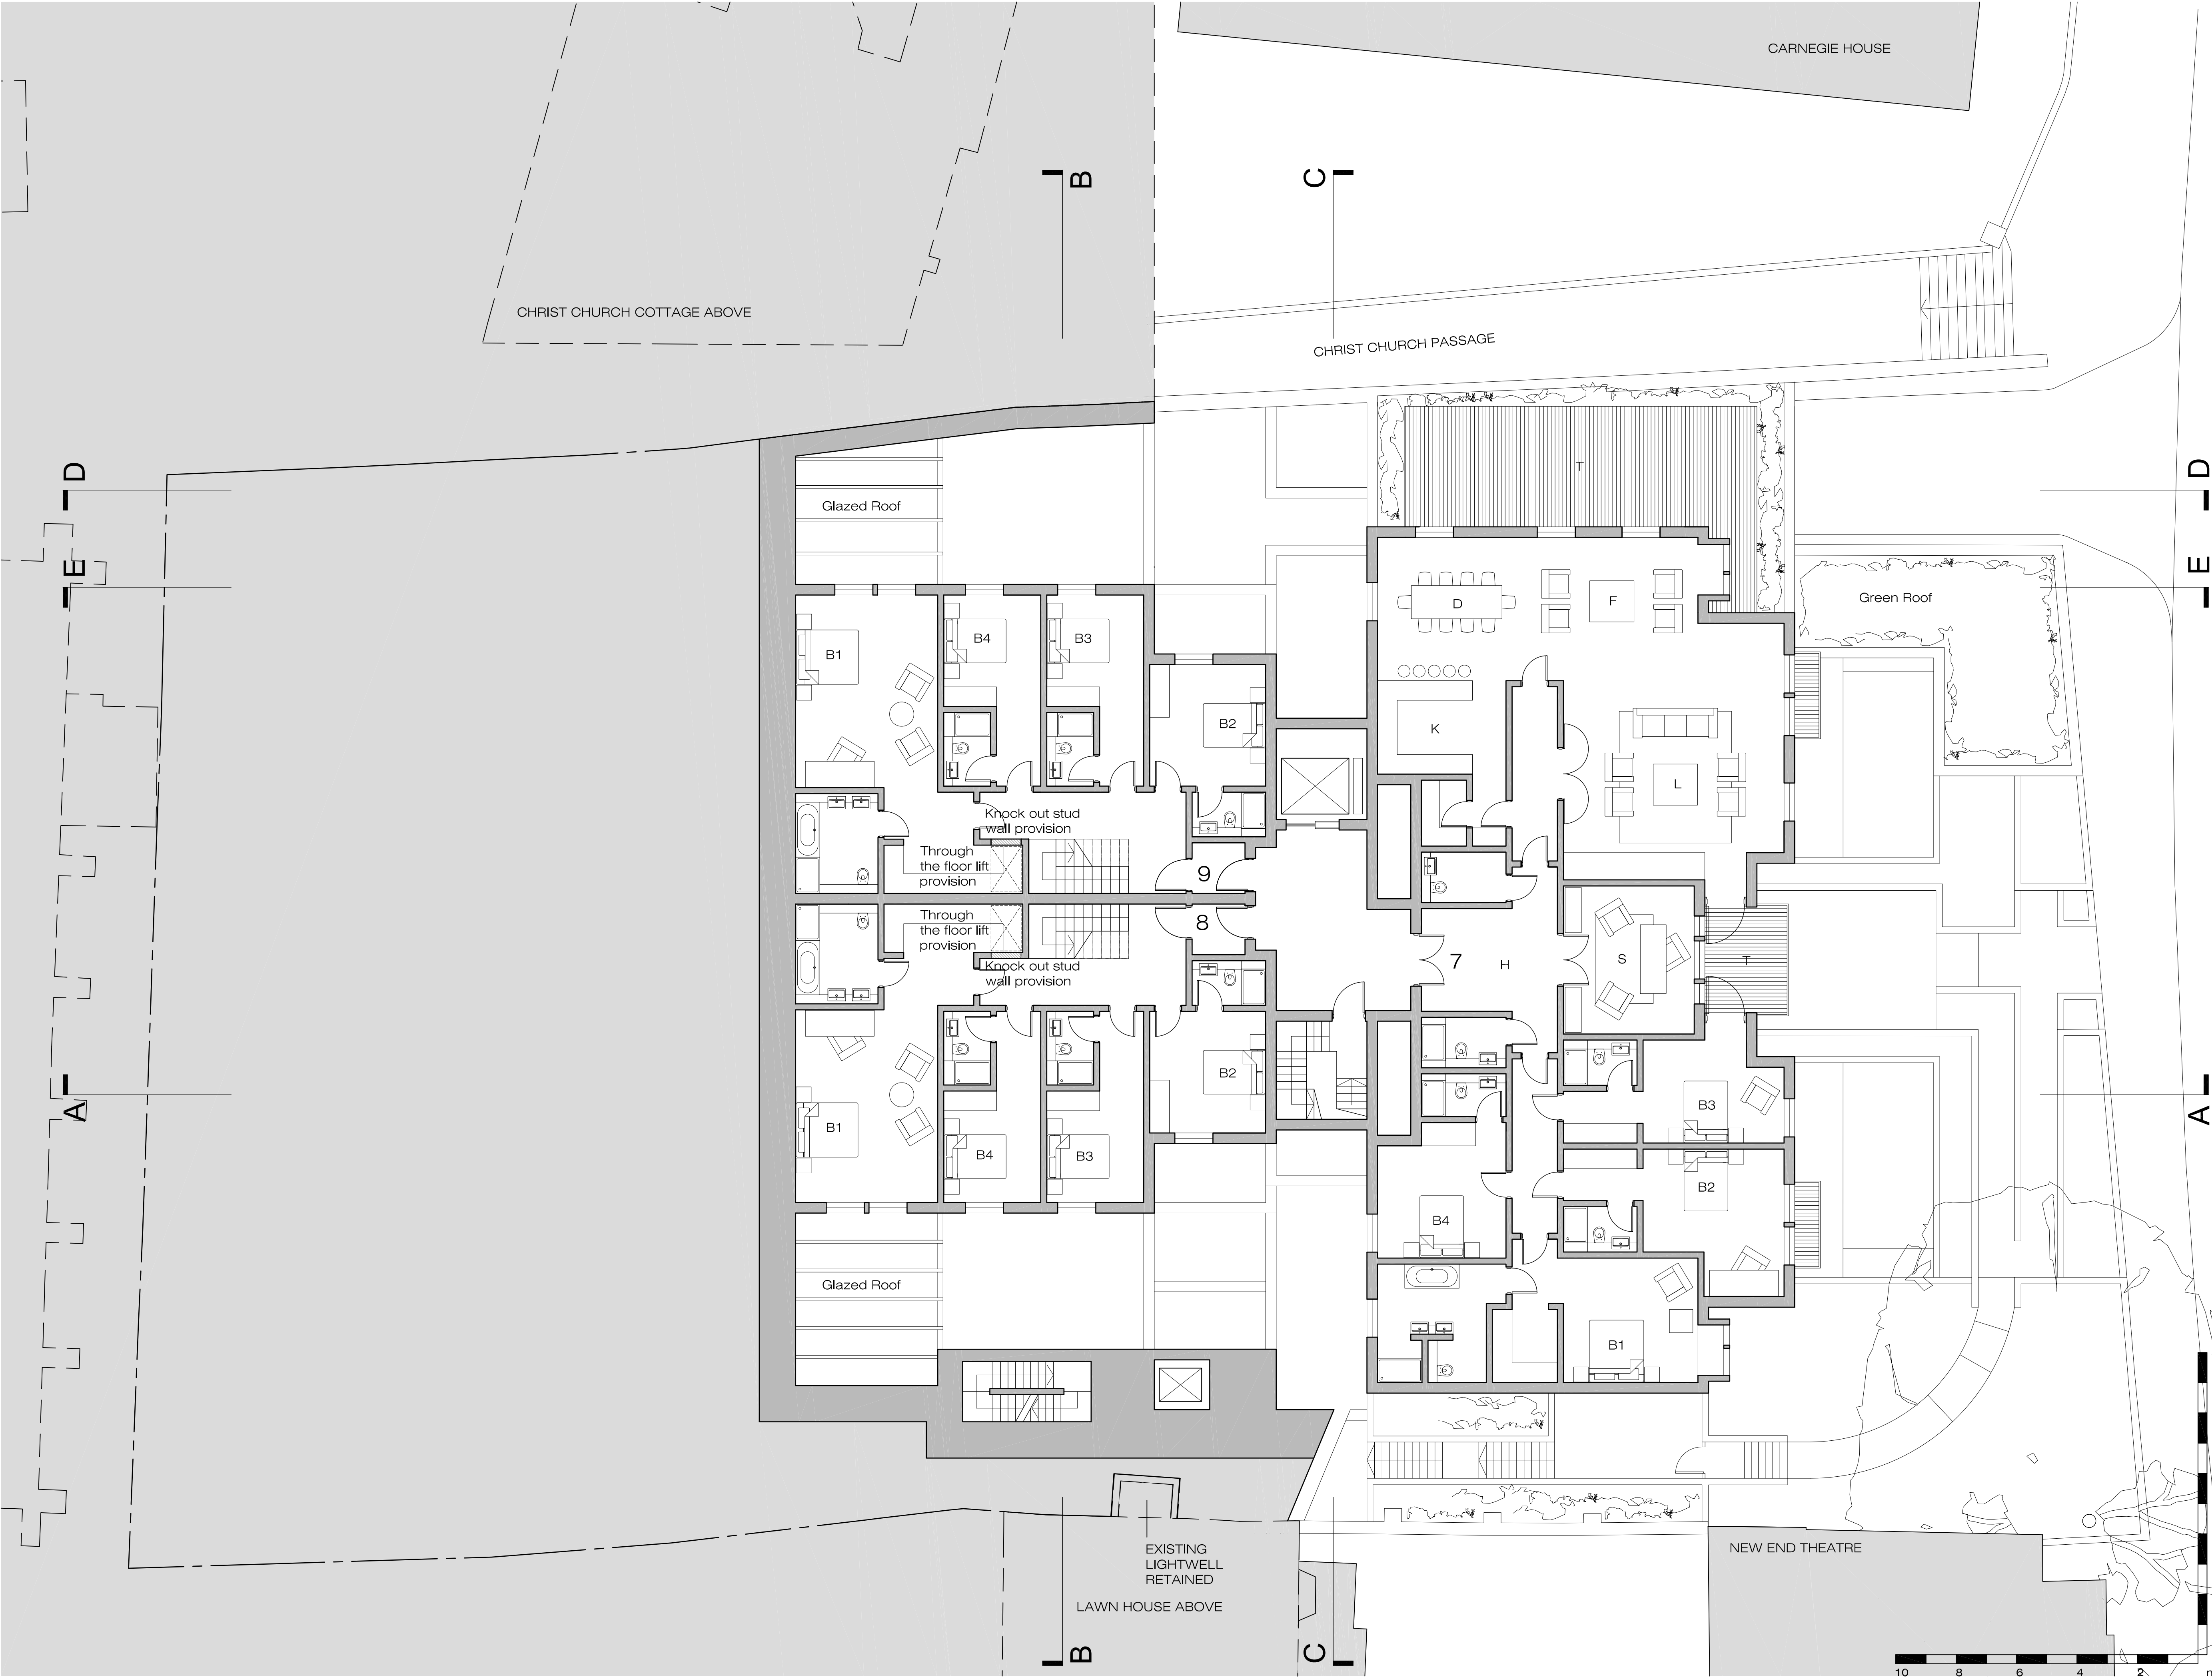 CARNEGIE HOUSE
B
C
CHRIST CHURCH COTTAGE ABOVE
CHRIST CHURCH PASSAGE
D
D
T
Glazed Roof
E
E
Green Roof
D
F
B4
B3
B1
B2
K
L
Knock out stud
wall provision
Through
the floor lift
provision
9
Through
the floor lift
provision
8
Knock out stud
wall provision
7
H
S
T
B2
A
A
B3
B1
B4
B3
B2
B4
Glazed Roof
B1
EXISTING
LIGHTWELL
RETAINED
NEW END THEATRE
LAWN HOUSE ABOVE
B
C
10
8
6
4
2